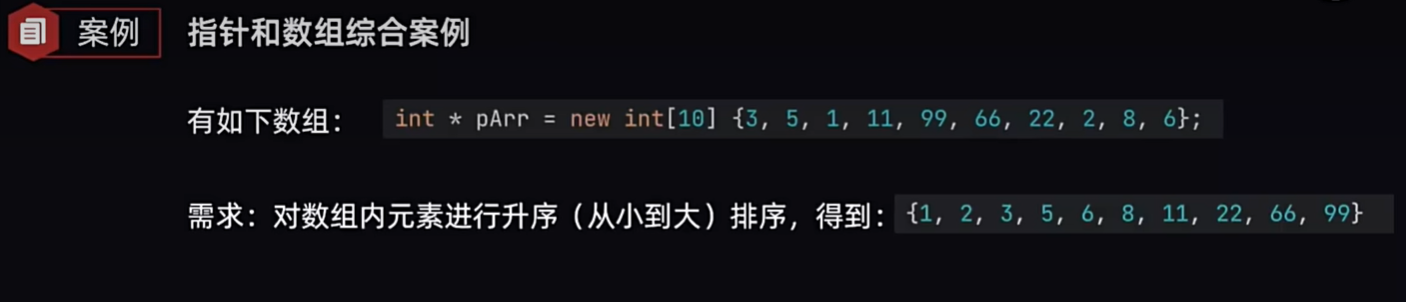 案例 指针和数组综合案例
有如下数组： int * pArr = new int[10] {3, 5, 1, 11, 99, 66, 22, 2, 8, 6};
需求：对数组内元素进行升序（从小到大）排序，得到：{1, 2, 3, 5, 6, 8, 11, 22, 66, 99}